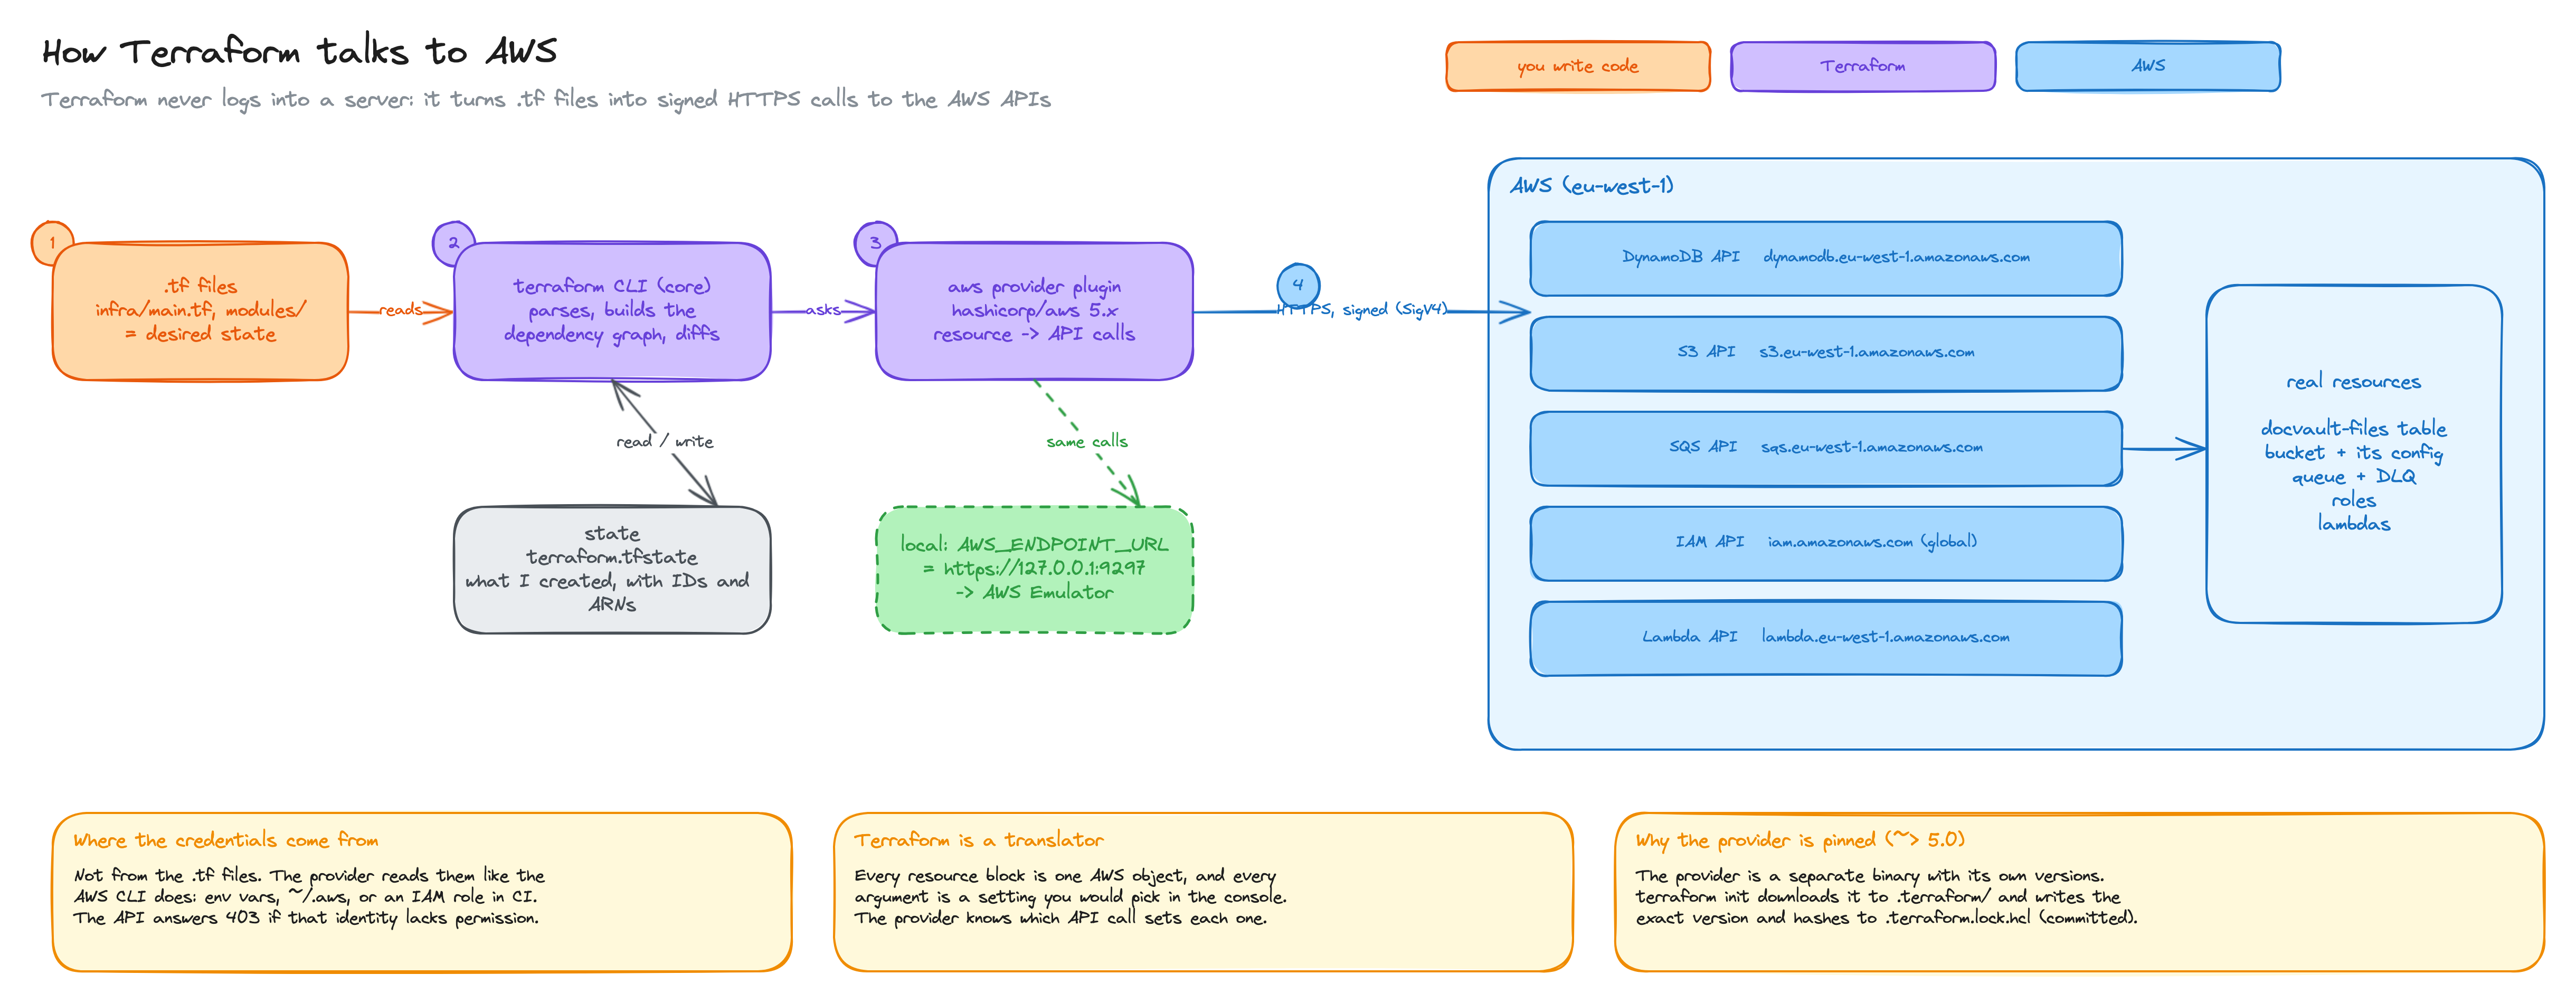 How Terraform talks to AWS
Terraform never logs into a server: it turns .tf files into signed HTTPS calls to the AWS APIs
you write code
Terraform
AWS
1
.tf files
infra/main.tf, modules/
= desired state
reads
2
terraform CLI (core)
parses, builds the
dependency graph, diffs
asks
3
aws provider plugin
hashicorp/aws 5.x
resource -> API calls
4
HTTPS, signed (SigV4)
read / write
state
terraform.tfstate
what I created, with IDs and
ARNs
same calls
local: AWS_ENDPOINT_URL
= https://127.0.0.1:9297
-> AWS Emulator
AWS (eu-west-1)
DynamoDB API dynamodb.eu-west-1.amazonaws.com
S3 API s3.eu-west-1.amazonaws.com
SQS API sqs.eu-west-1.amazonaws.com
IAM API iam.amazonaws.com (global)
Lambda API lambda.eu-west-1.amazonaws.com
real resources
docvault-files table
bucket + its config
queue + DLQ
roles
lambdas
Where the credentials come from
Not from the .tf files. The provider reads them like the
AWS CLI does: env vars, ~/.aws, or an IAM role in CI.
The API answers 403 if that identity lacks permission.
Terraform is a translator
Every resource block is one AWS object, and every
argument is a setting you would pick in the console.
The provider knows which API call sets each one.
Why the provider is pinned (~> 5.0)
The provider is a separate binary with its own versions.
terraform init downloads it to .terraform/ and writes the
exact version and hashes to .terraform.lock.hcl (committed).